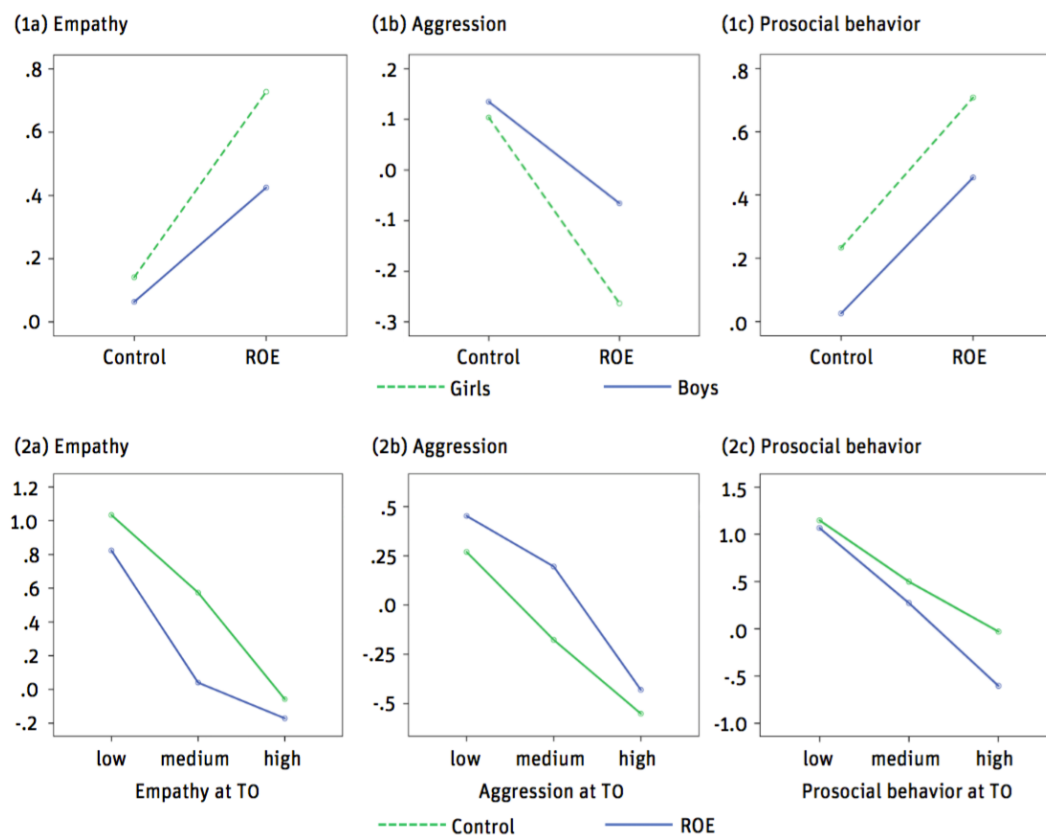 (1a) Empathy
.8
.6
.4
.2
.0
Control ROE
(1b) Aggression
.2
.1
.0
-.1
-.2
-.3
Control ROE
(1c) Prosocial behavior
.8
.6
.4
.2
.0
Control ROE
Girls Boys
(2a) Empathy
1.2
1.0
.8
.6
.4
.2
.0
-.2
low medium high
Empathy at TO
(2b) Aggression
.5
.25
.0
-.25
-.5
low medium high
Aggression at TO
(2c) Prosocial behavior
1.5
1.0
.5
.0
-.5
-1.0
low medium high
Prosocial behavior at TO
Control ROE